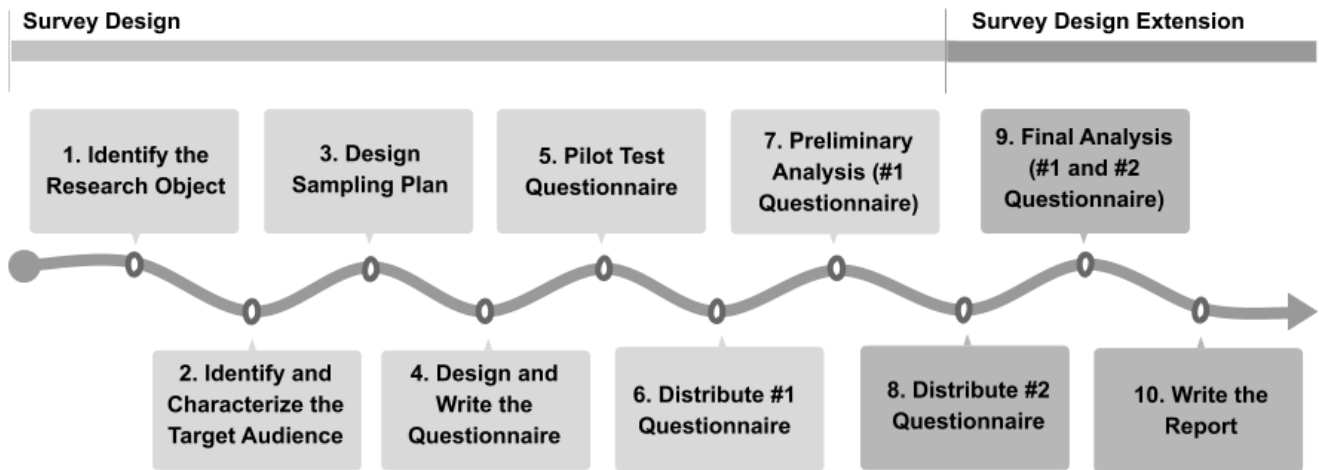 Survey Design
Survey Design Extension
1. Identify the
Research Object
3. Design
Sampling Plan
5. Pilot Test
Questionnaire
7. Preliminary
Analysis (#1
Questionnaire)
9. Final Analysis
(#1 and #2
Questionnaire)
2. Identify and
Characterize the
Target Audience
4. Design and
Write the
Questionnaire
6. Distribute #1
Questionnaire
8. Distribute #2
Questionnaire
10. Write the
Report